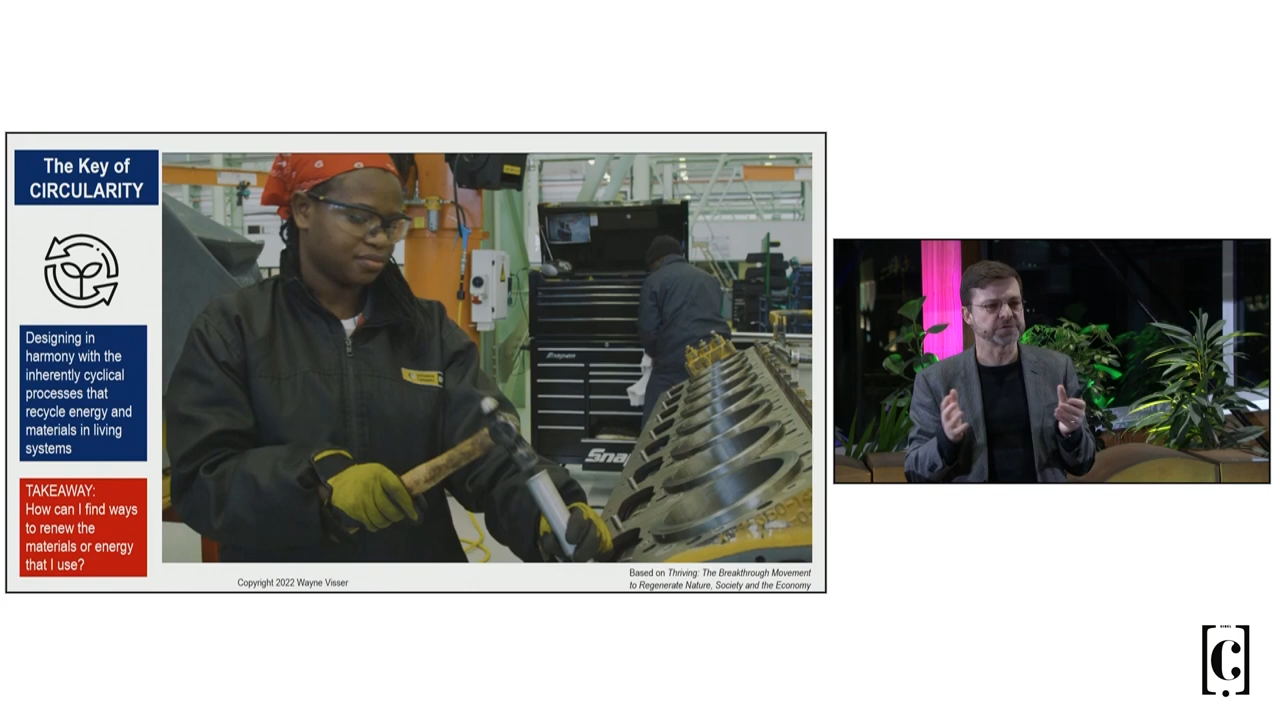 The Key of
CIRCULARITY
Designing in
harmony with the
inherently cyclical
processes that
recycle energy and
materials in living
systems
TAKEAWAY:
How can I find ways
to renew the
materials or energy
that I use?
Snap-on
Sna
Copyright 2022 Wayne Visser
Based on Thriving: The Breakthrough Movement
to Regenerate Nature, Society and the Economy
Ç